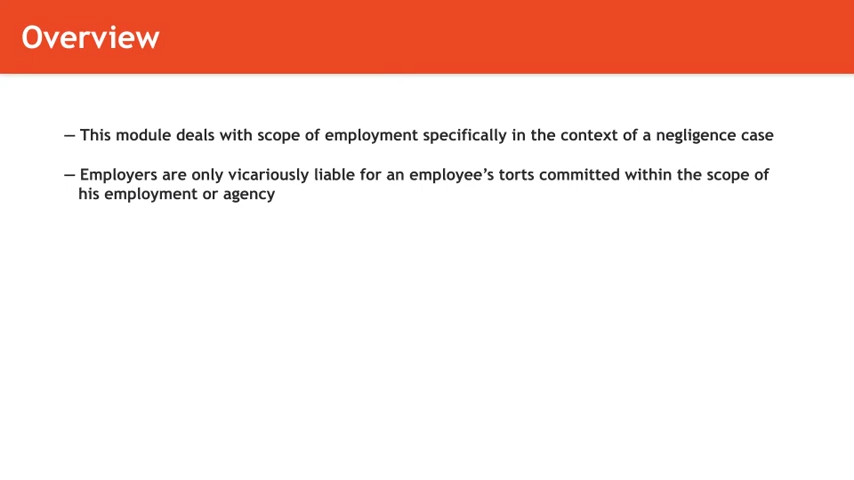 Overview
— This module deals with scope of employment specifically in the context of a negligence case
— Employers are only vicariously liable for an employee’s torts committed within the scope of
his employment or agency